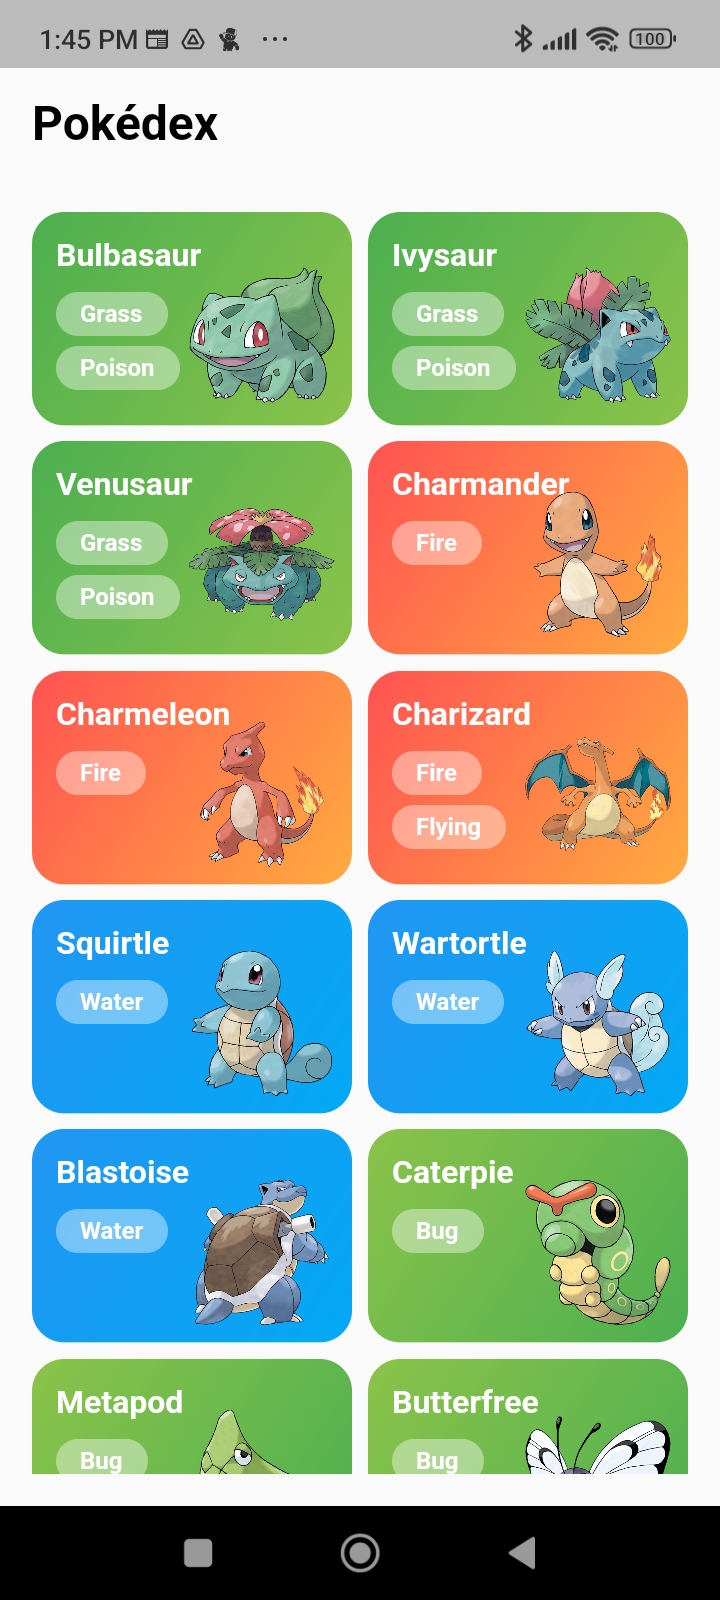 1:45 PM
100
Pokédex
Bulbasaur
Grass
Poison
Ivysaur
Grass
Poison
Venusaur
Grass
Poison
Charmander
Fire
Charmeleon
Fire
Charizard
Fire
Flying
Squirtle
Water
Wartortle
Water
Blastoise
Water
Caterpie
Bug
Metapod
Bug
Butterfree
Bug